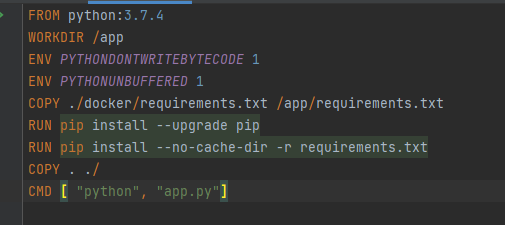 FROM python:3.7.4
WORKDIR /app
ENV PYTHONDONTWRITEBYTECODE 1
ENV PYTHONUNBUFFERED 1
COPY ./docker/requirements.txt /app/requirements.txt
RUN pip install --upgrade pip
RUN pip install --no-cache-dir -r requirements.txt
COPY . ./
CMD [ "python", "app.py"]